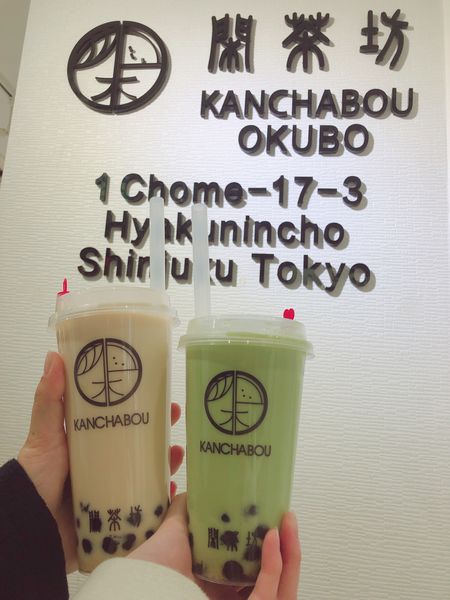 閑茶坊
KANCHABOU
OKUBO
1 Chome-17-3
Hyakunincho
Shinjuku Tokyo
KANCHABOU
閑茶坊
KANCHABOU
閑茶坊